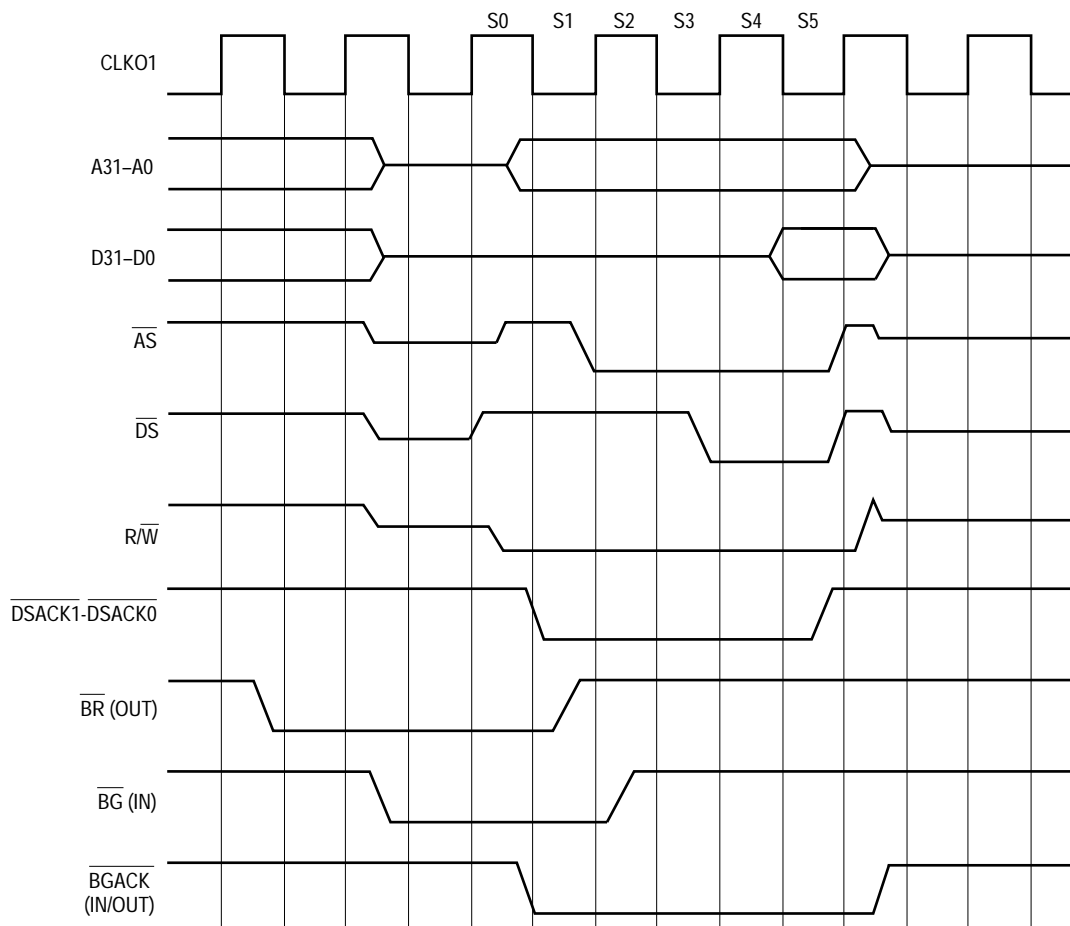 S0 S1 S2 S3 S4 S5
CLKO1
A31–A0
D31–D0
AS
DS
R/W
DSACK1-DSACK0
BR (OUT)
BG (IN)
BGACK
(IN/OUT)